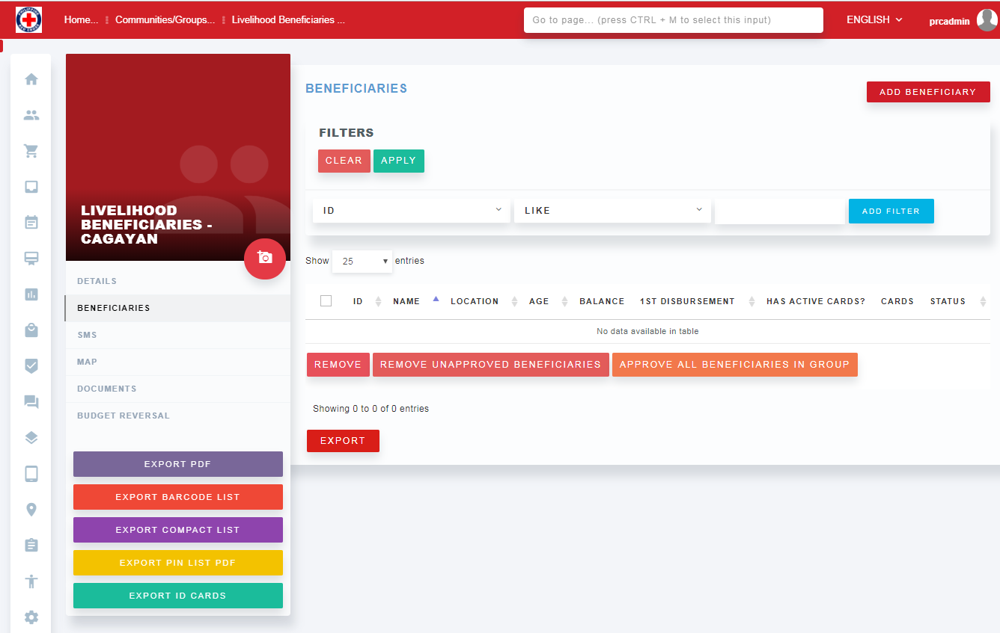 Home... Communities/Groups... Livelihood Beneficiaries ... Go to page... (press CTRL + M to select this input) ENGLISH prcadmin
LIVELIHOOD
BENEFICIARIES -
CAGAYAN
DETAILS
BENEFICIARIES
SMS
MAP
DOCUMENTS
BUDGET REVERSAL
EXPORT PDF
EXPORT BARCODE LIST
EXPORT COMPACT LIST
EXPORT PIN LIST PDF
EXPORT ID CARDS
BENEFICIARIES
ADD BENEFICIARY
FILTERS
CLEAR APPLY
ID LIKE ADD FILTER
Show 25 entries
ID NAME LOCATION AGE BALANCE 1ST DISBURSEMENT HAS ACTIVE CARDS? CARDS STATUS
No data available in table
REMOVE REMOVE UNAPPROVED BENEFICIARIES APPROVE ALL BENEFICIARIES IN GROUP
Showing 0 to 0 of 0 entries
EXPORT